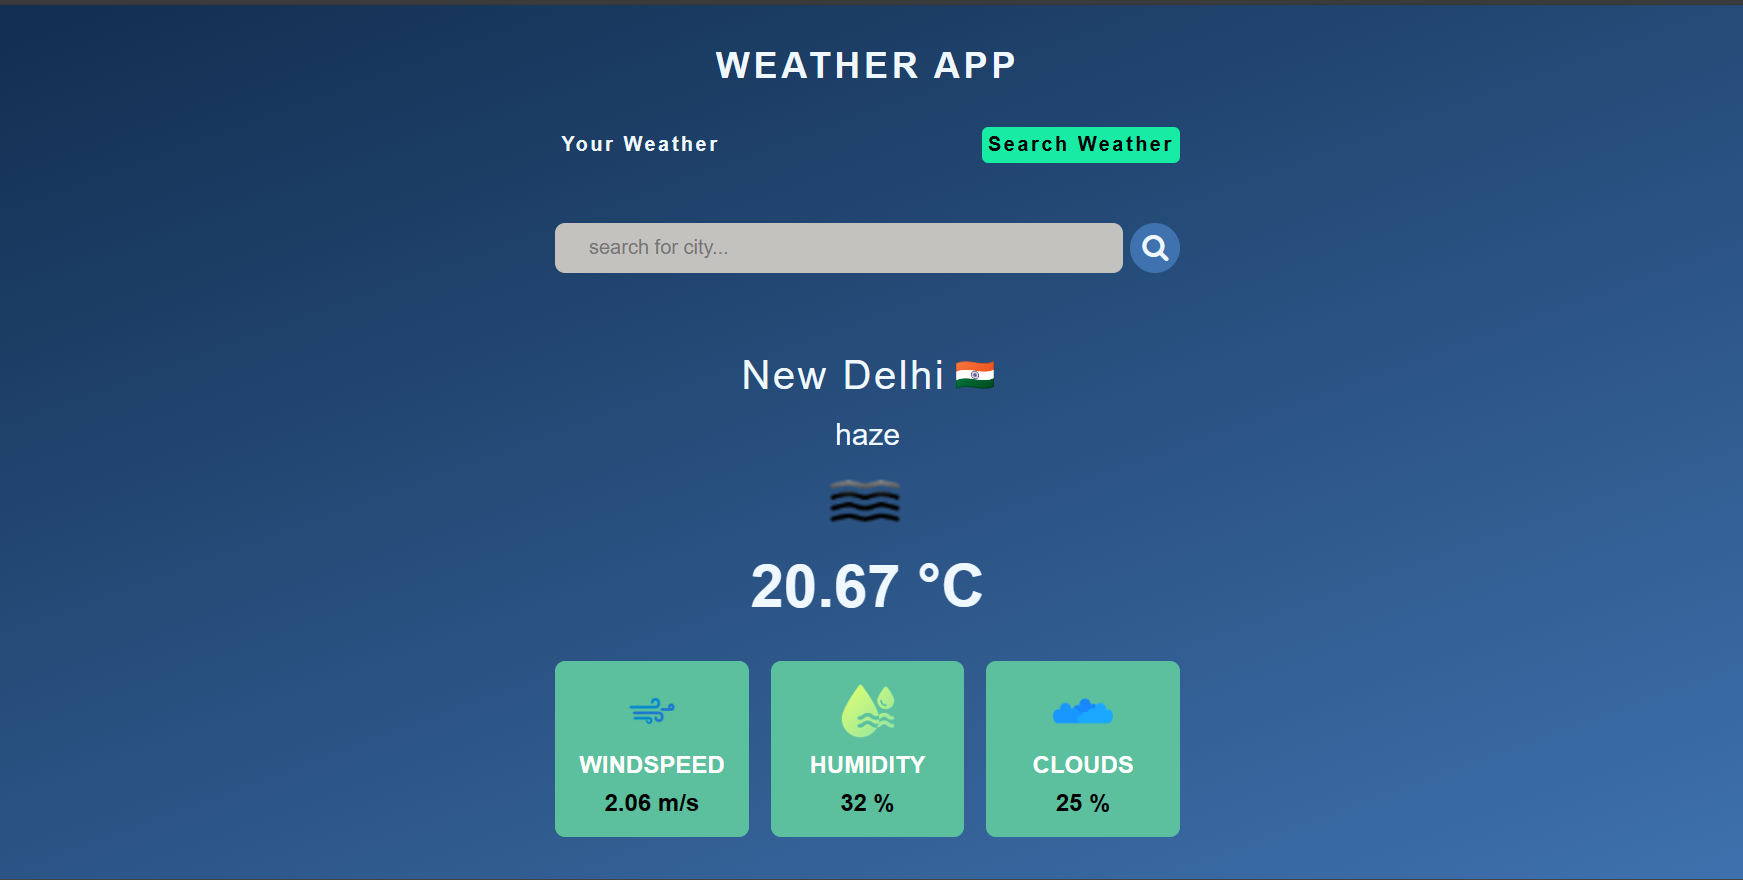 WEATHER APP
Your Weather
Search Weather
search for city...
New Delhi
haze
20.67 °C
WINDSPEED
2.06 m/s
HUMIDITY
32 %
CLOUDS
25 %